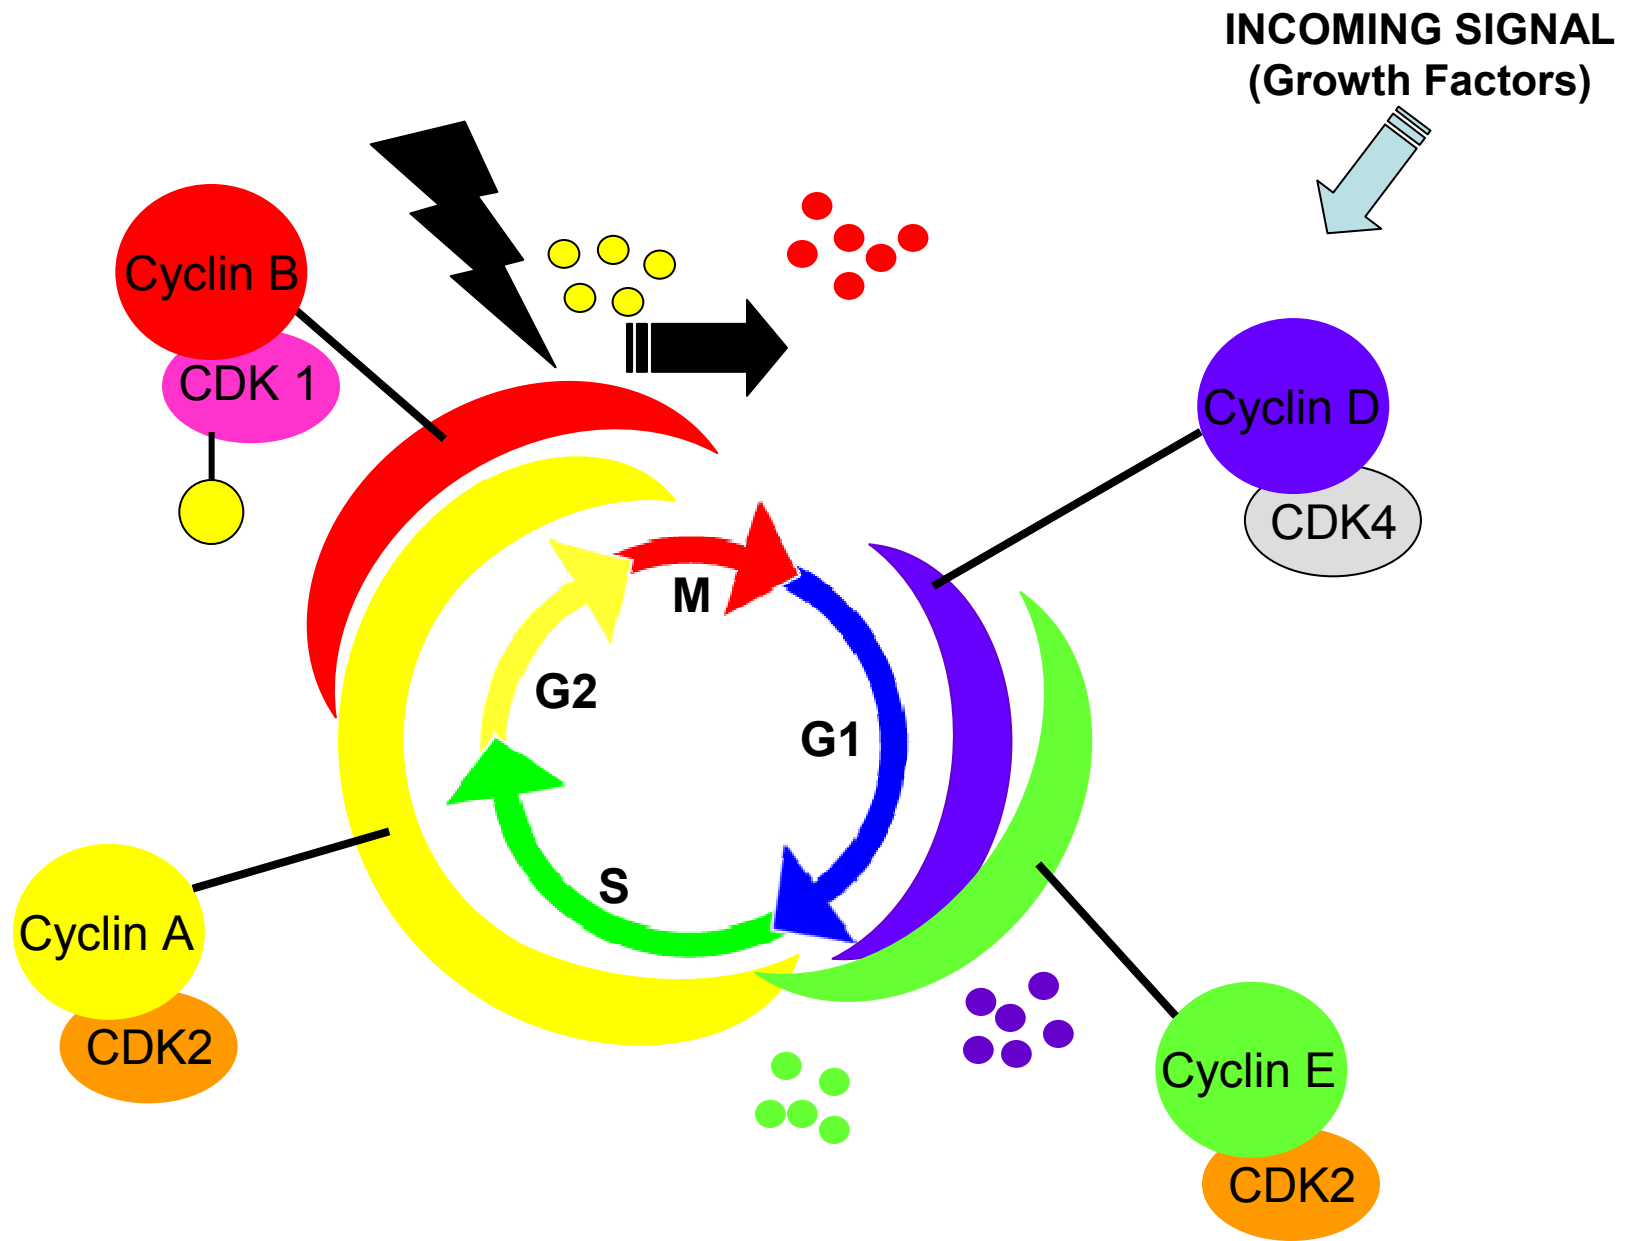 INCOMING SIGNAL
(Growth Factors)
Cyclin B
CDK 1
Cyclin D
CDK4
M
G2
G1
S
Cyclin A
CDK2
Cyclin E
CDK2